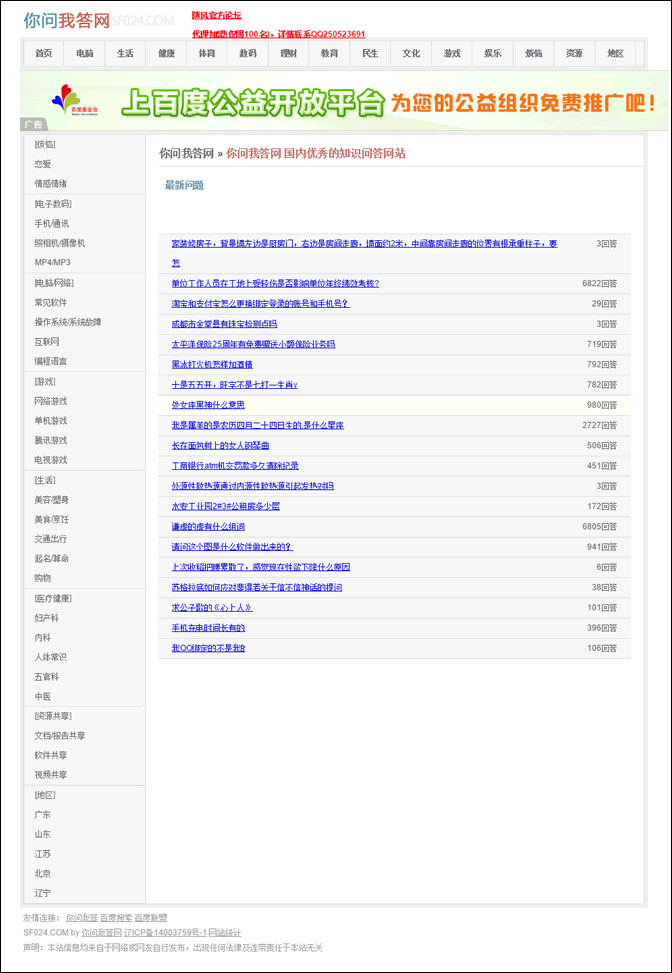 你问我答网SF024.COM
随风官方论坛
代理加盟(仅限100名)，详情联系QQ250523691
首页 电脑 生活 健康 体育 数码 理财 教育 民生 文化 游戏 娱乐 烦恼 资源 地区
百度基金会
Baidu Foundation
上百度公益开放平台 为您的公益组织免费推广吧！
广告
[烦恼]
恋爱
情感情绪
[电子数码]
手机/通讯
照相机/摄像机
MP4/MP3
[电脑/网络]
常见软件
操作系统/系统故障
互联网
编程语言
[游戏]
网络游戏
单机游戏
腾讯游戏
电视游戏
[生活]
美容/塑身
美食/烹饪
交通出行
起名/算命
购物
[医疗健康]
妇产科
内科
人体常识
五官科
中医
[资源共享]
文档/报告共享
软件共享
视频共享
[地区]
广东
山东
江苏
北京
辽宁
你问我答网 » 你问我答网 国内优秀的知识问答网站
最新问题
家装修房子，背景墙左边是厨房门，右边是房间走廊，墙面约2米，中间靠房间走廊的位置有根承重柱子，要 3回答
怎
单位工作人员在工地上受轻伤是否影响单位年终绩效考核？ 6822回答
淘宝和支付宝怎么更换绑定登录的账号和手机号？ 29回答
成都市金堂县有珠宝检测点吗 3回答
太平洋保险25周年有免费赠送小额保险业务吗 719回答
黑冰打火机怎样加酒精 792回答
十是五五开，旺字不是七打一生肖y 782回答
处女座黑神什么意思 980回答
我是属羊的是农历四月二十四日生的,是什么星座 2727回答
长在面包树上的女人钢琴曲 506回答
工商银行atm机交罚款多久清除纪录 451回答
外源性致热源通过内源性致热源引起发热对吗 3回答
永安工业园2#3#公租房多少层 172回答
谦虚的虚有什么组词 6805回答
请问这个图是什么软件做出来的？ 941回答
上次收稻把腰累散了，感觉现在性欲下降什么原因 6回答
苏格拉底如何应对斐得若关于信不信神话的提问 38回答
求公子歌的《心上人》 101回答
手机充电时间长有的 396回答
我QQ绑定的不是我的 106回答
友情连接： 你问我答 百度搜索 百度联盟
SF024.COM by 你问我答网 辽ICP备14003759号-1 网站统计
声明：本站信息均来自于网络或网友自行发布，出现任何法律及连带责任于本站无关